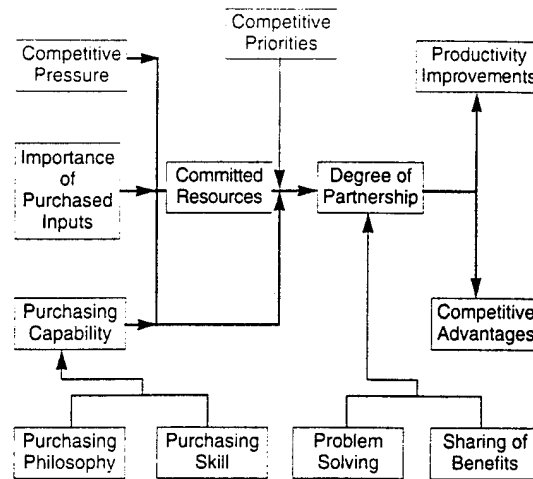 Competitive
Priorities
Competitive
Pressure
Productivity
Improvements
Importance
of
Purchased
Inputs
Committed
Resources
Degree of
Partnership
Purchasing
Capability
Competitive
Advantages
Purchasing
Philosophy
Purchasing
Skill
Problem
Solving
Sharing of
Benefits